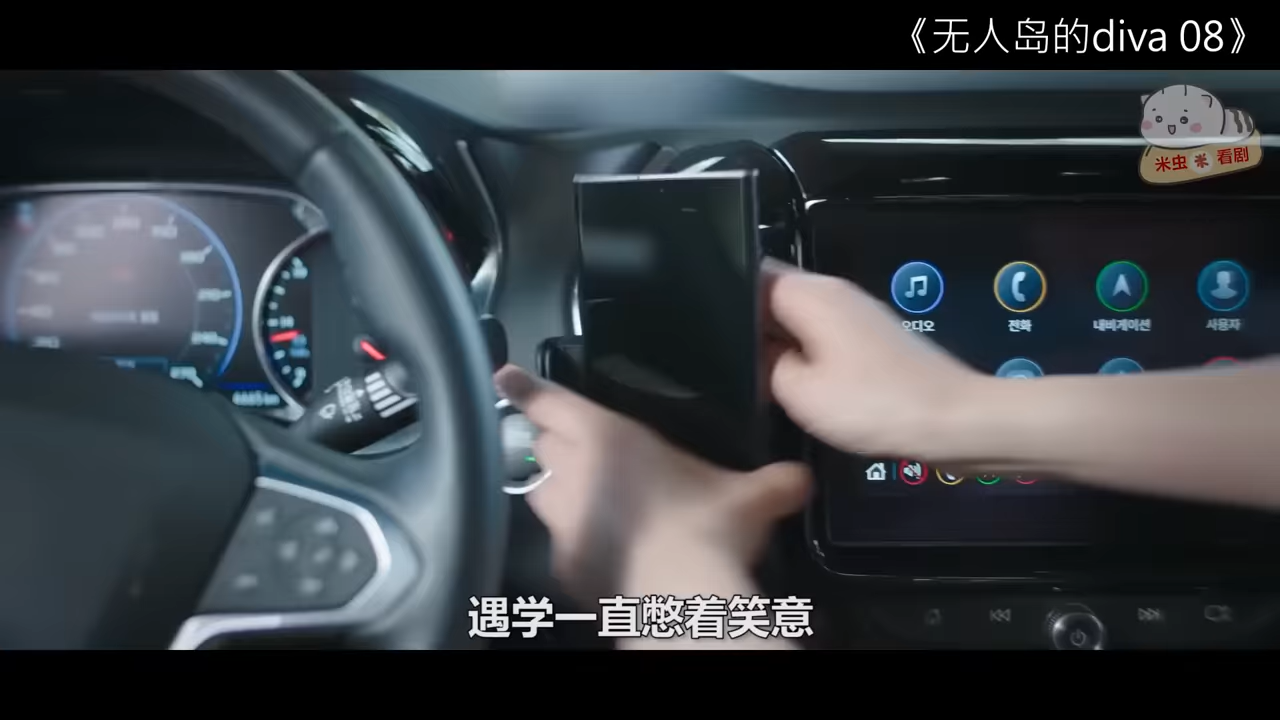 《无人岛的diva 08》
米虫 米 看剧
오디오
전화
내비게이션
사용자
遇学一直憋着笑意